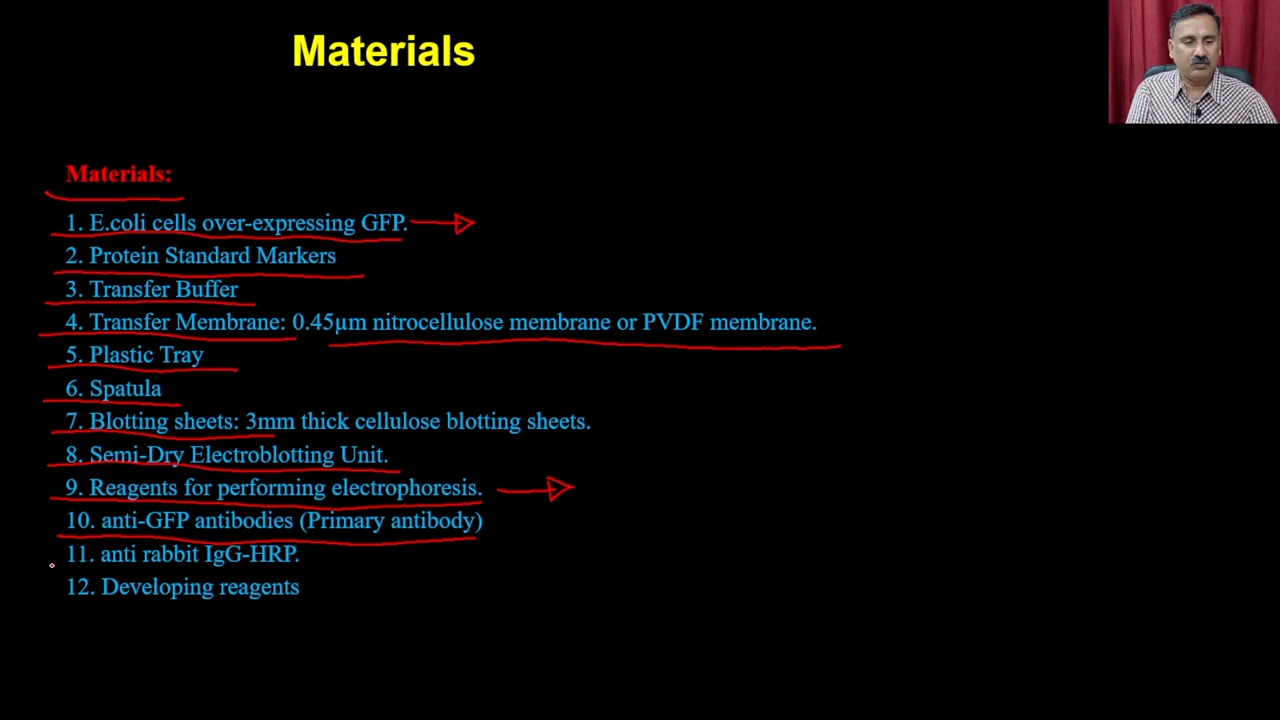 Materials
Materials:
1. E.coli cells over-expressing GFP.
2. Protein Standard Markers
3. Transfer Buffer
4. Transfer Membrane: 0.45µm nitrocellulose membrane or PVDF membrane.
5. Plastic Tray
6. Spatula
7. Blotting sheets: 3mm thick cellulose blotting sheets.
8. Semi-Dry Electroblotting Unit.
9. Reagents for performing electrophoresis.
10. anti-GFP antibodies (Primary antibody)
11. anti rabbit IgG-HRP.
12. Developing reagents